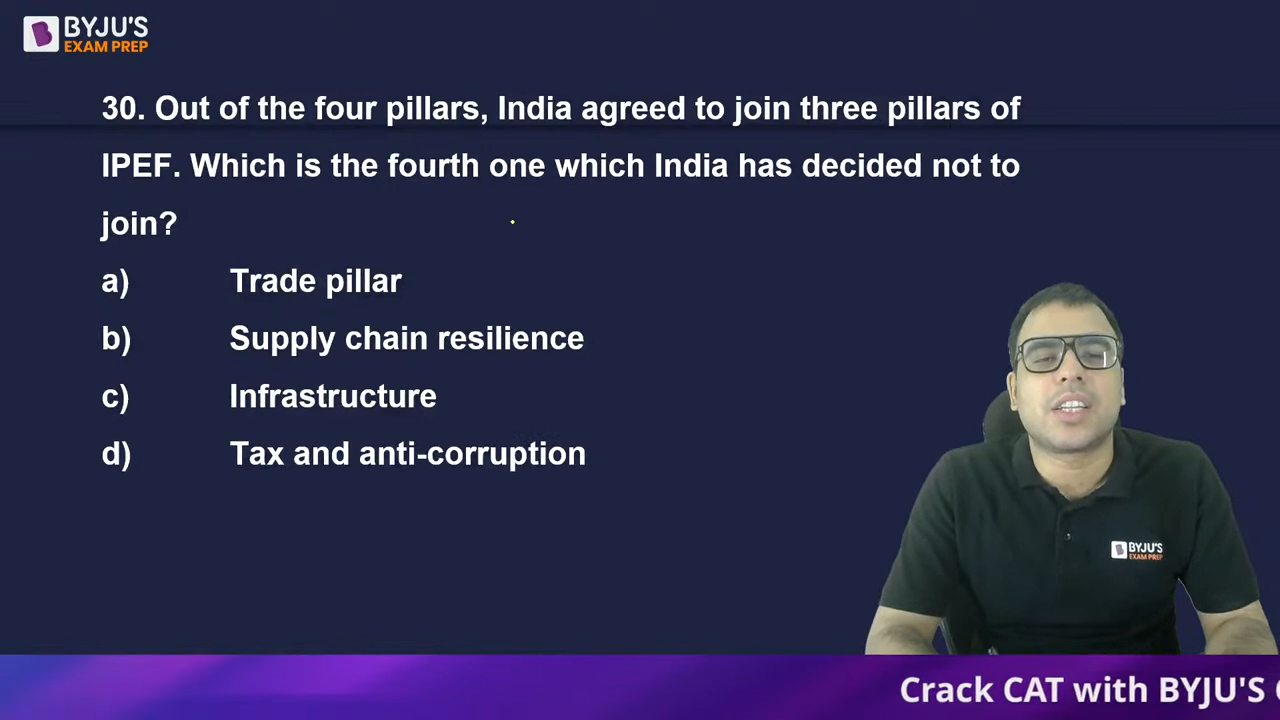 BYJU'S
EXAM PREP
30. Out of the four pillars, India agreed to join three pillars of
IPEF. Which is the fourth one which India has decided not to
join?
a) Trade pillar
b) Supply chain resilience
c) Infrastructure
d) Tax and anti-corruption
BYJU'S
EXAM PREP
Crack CAT with BYJU'S